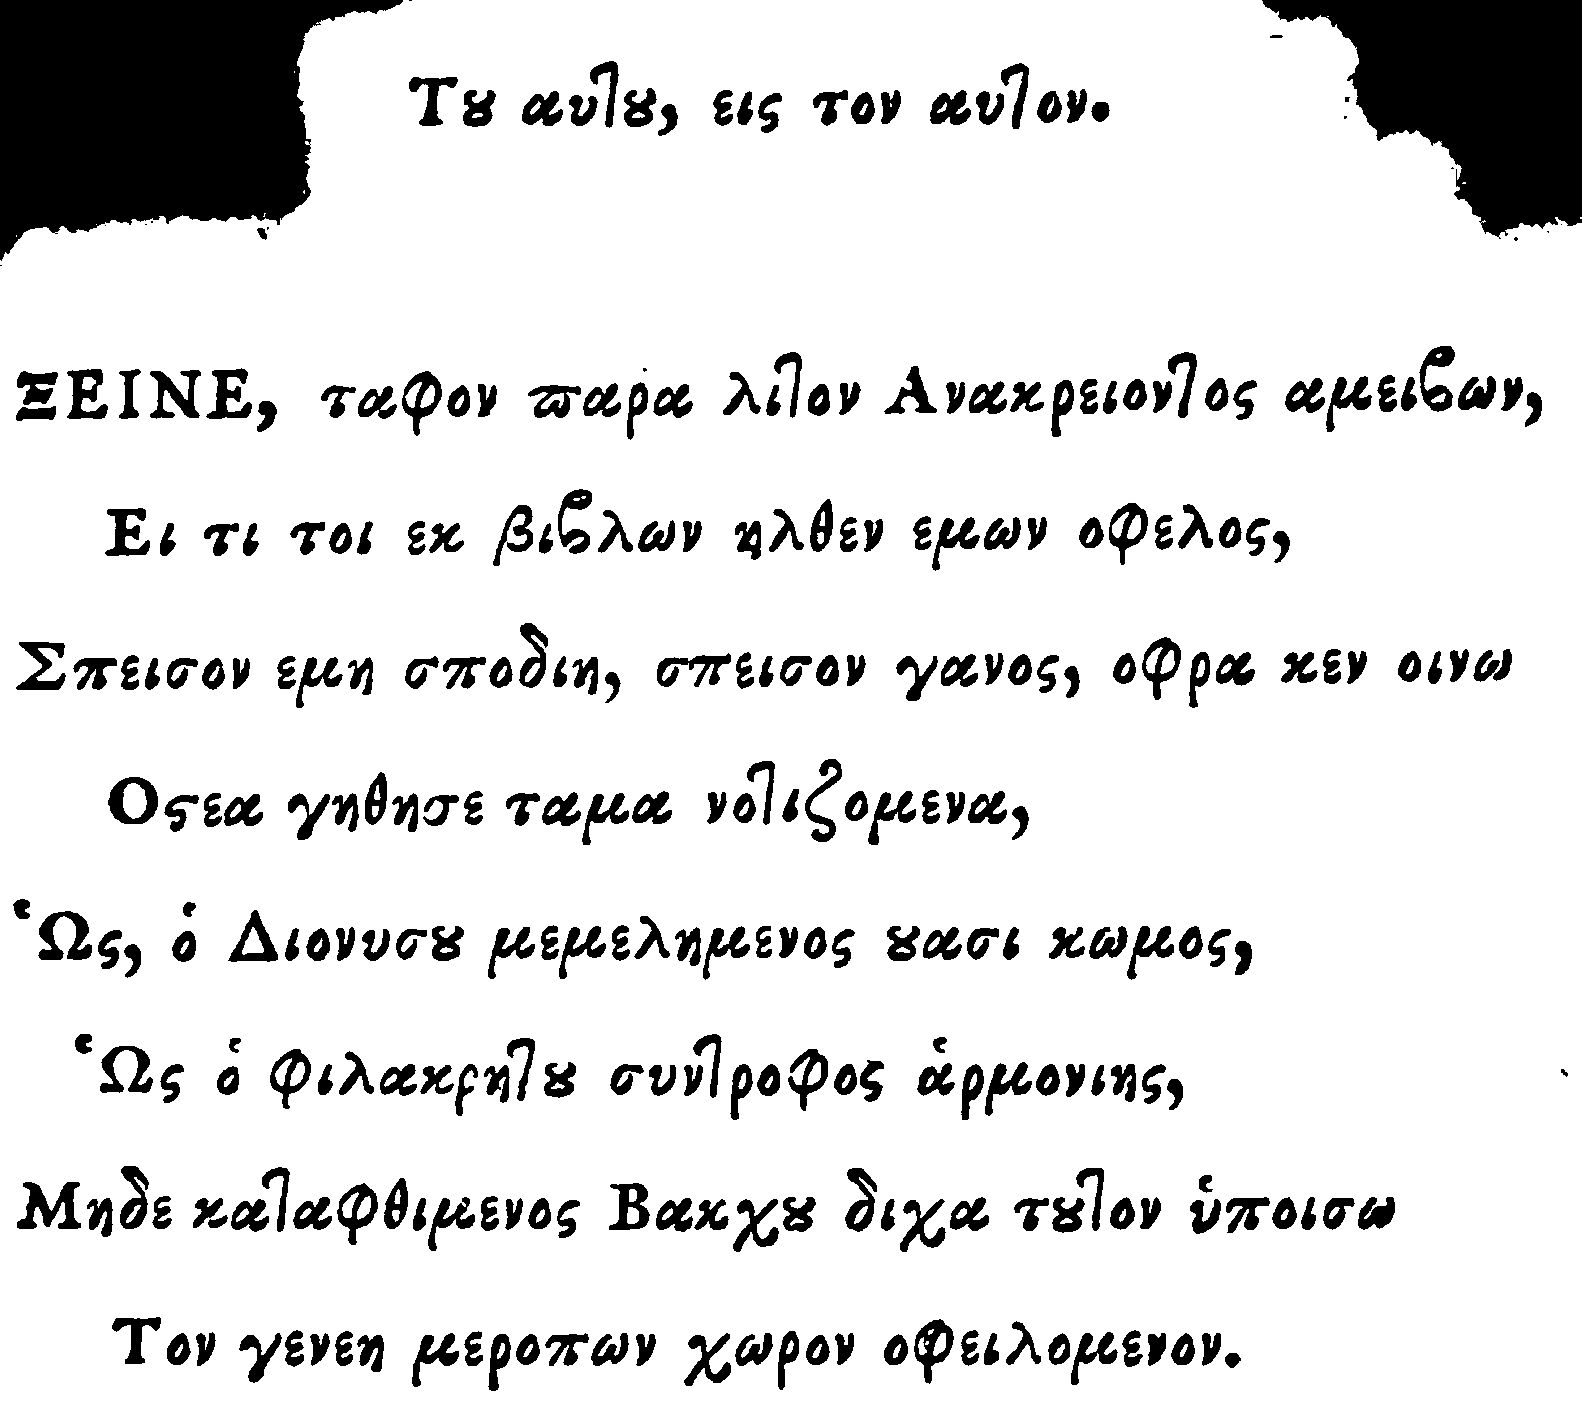 Τȣ αυτȣ, εις τον αυτον.
ΞΕΙΝΕ, ταφον ϖαρα λιτον Ανακρειοντος αμειβων,
Ει τι τοι εκ βιβλων ηλθεν εμων οφελος,
Σπεισον εμη σποδιη, σπεισον γανος, οφρα κεν οινω
Οϛεα γηθησε ταμα νοτιζομενα,
Ὡς, ὁ Διονυσȣ μεμελημενος ȣασι κωμος,
Ὡς ὁ φιλακρητȣ συντροφος ἁρμονιης,
Μηδε καταφθιμενος Βακχȣ διχα τȣτον ὑποισω
Τον γενεη μεροπων χωρον οφειλομενον.